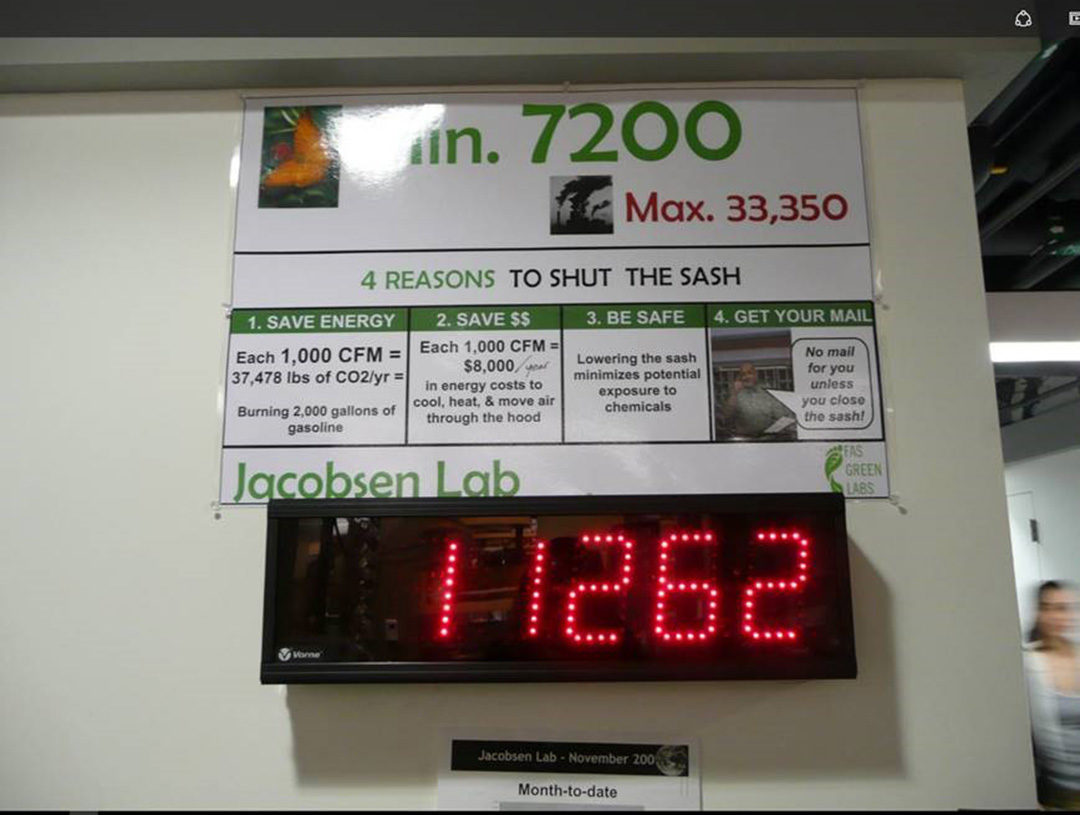 in. 7200
Max. 33,350
4 REASONS TO SHUT THE SASH
1. SAVE ENERGY
Each 1,000 CFM =
37,478 lbs of CO2/yr =
Burning 2,000 gallons of
gasoline
2. SAVE $$
Each 1,000 CFM =
$8,000/year
in energy costs to
cool, heat, & move air
through the hood
3. BE SAFE
Lowering the sash
minimizes potential
exposure to
chemicals
4. GET YOUR MAIL
No mail
for you
unless
you close
the sash!
Jacobsen Lab
FAS
GREEN
LABS
11262
Vorne
Jacobsen Lab - November 200
Month-to-date